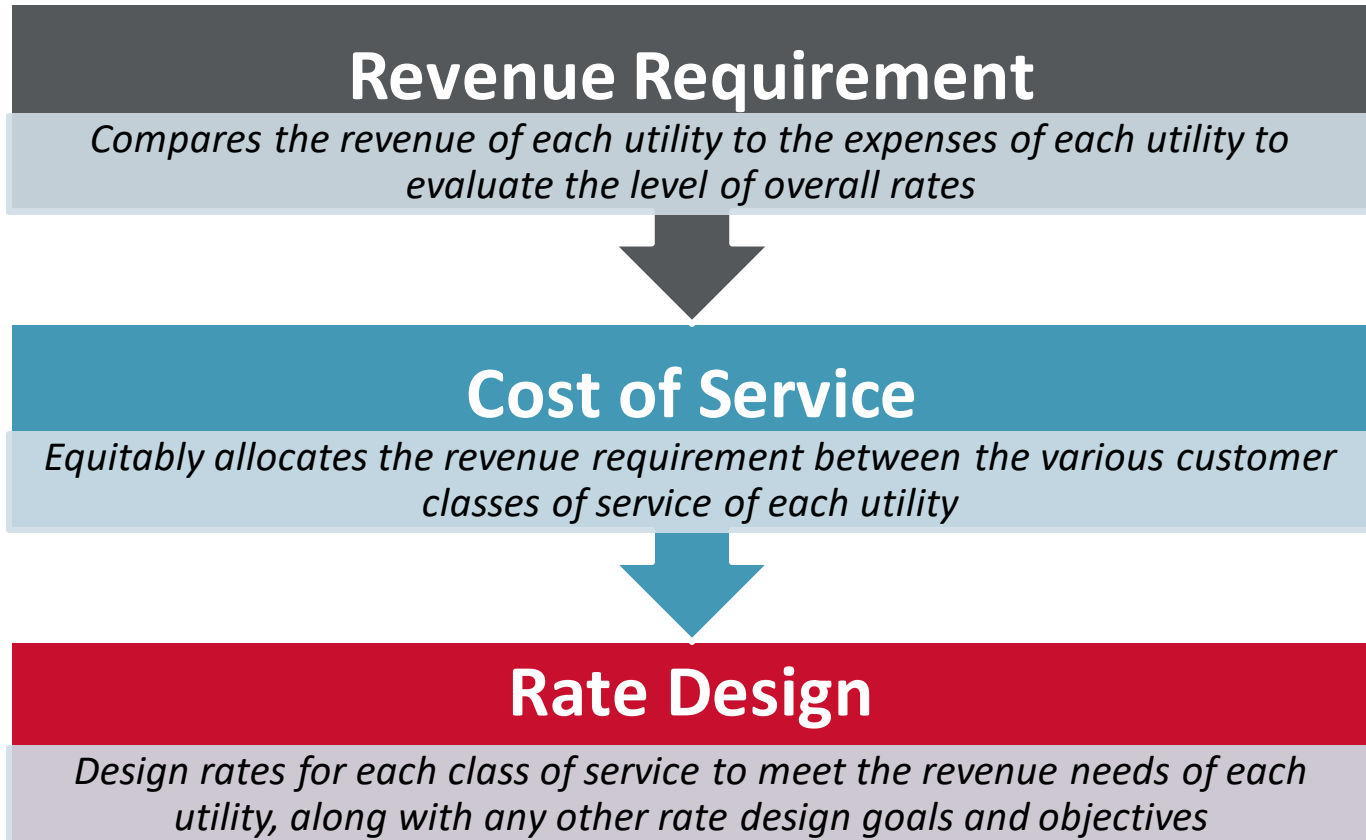 Revenue Requirement
Compares the revenue of each utility to the expenses of each utility to
evaluate the level of overall rates
Cost of Service
Equitably allocates the revenue requirement between the various customer
classes of service of each utility
Rate Design
Design rates for each class of service to meet the revenue needs of each
utility, along with any other rate design goals and objectives